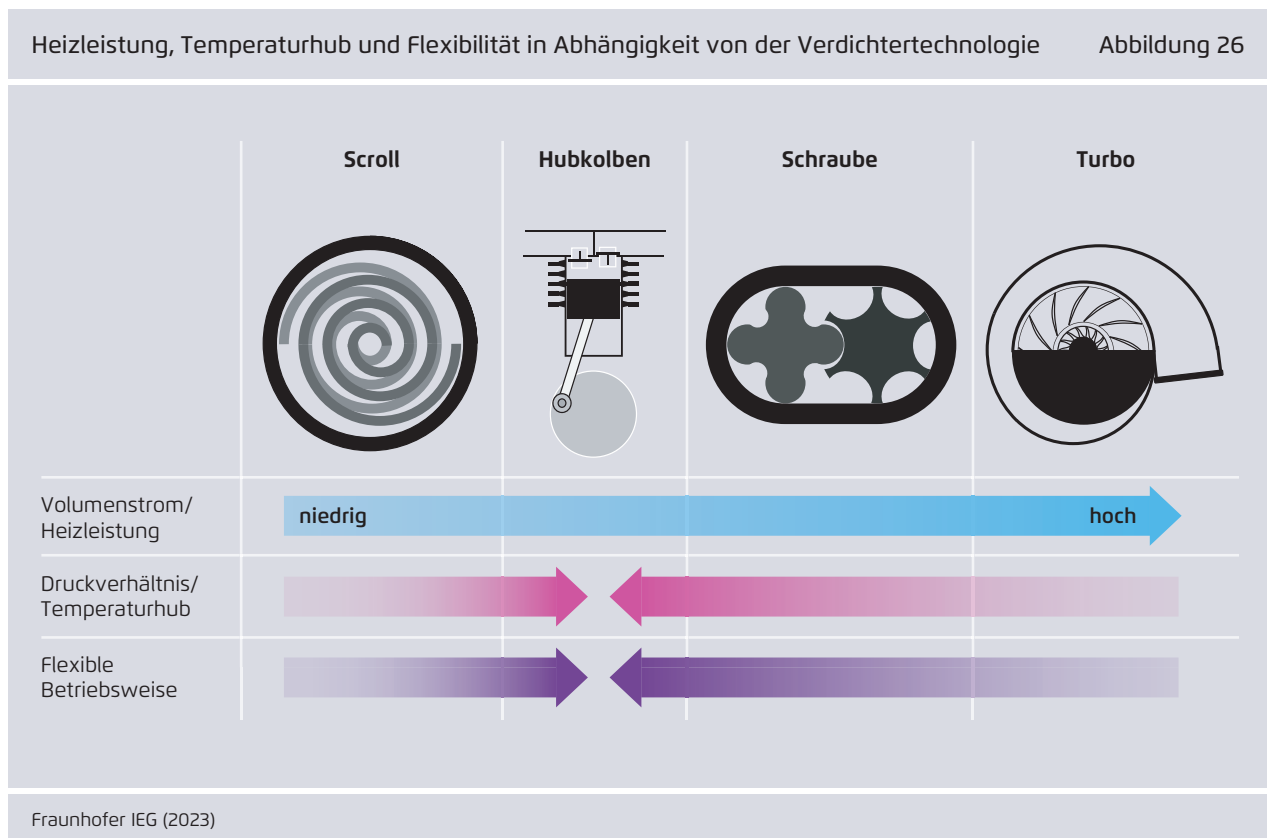 Heizleistung, Temperaturhub und Flexibilität in Abhängigkeit von der Verdichtertechnologie Abbildung 26
Scroll Hubkolben Schraube Turbo
Volumenstrom/
Heizleistung
niedrig hoch
Druckverhältnis/
Temperaturhub
Flexible
Betriebsweise
Fraunhofer IEG (2023)